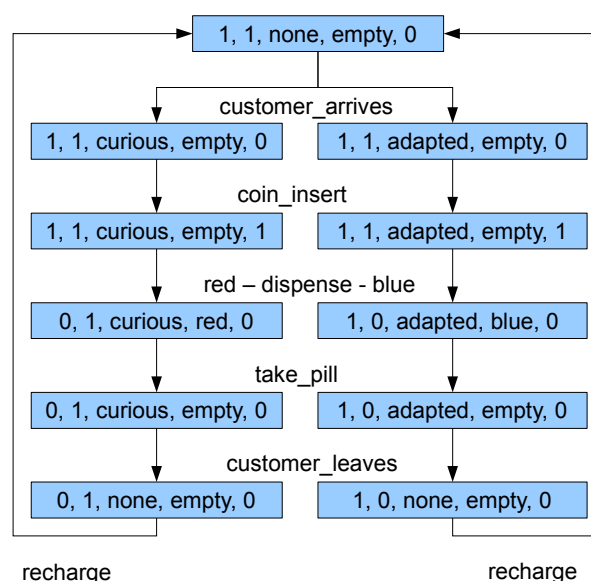 1, 1, none, empty, 0
customer_arrives
1, 1, curious, empty, 0
1, 1, adapted, empty, 0
coin_insert
1, 1, curious, empty, 1
1, 1, adapted, empty, 1
red – dispense - blue
0, 1, curious, red, 0
1, 0, adapted, blue, 0
take_pill
0, 1, curious, empty, 0
1, 0, adapted, empty, 0
customer_leaves
0, 1, none, empty, 0
1, 0, none, empty, 0
recharge
recharge